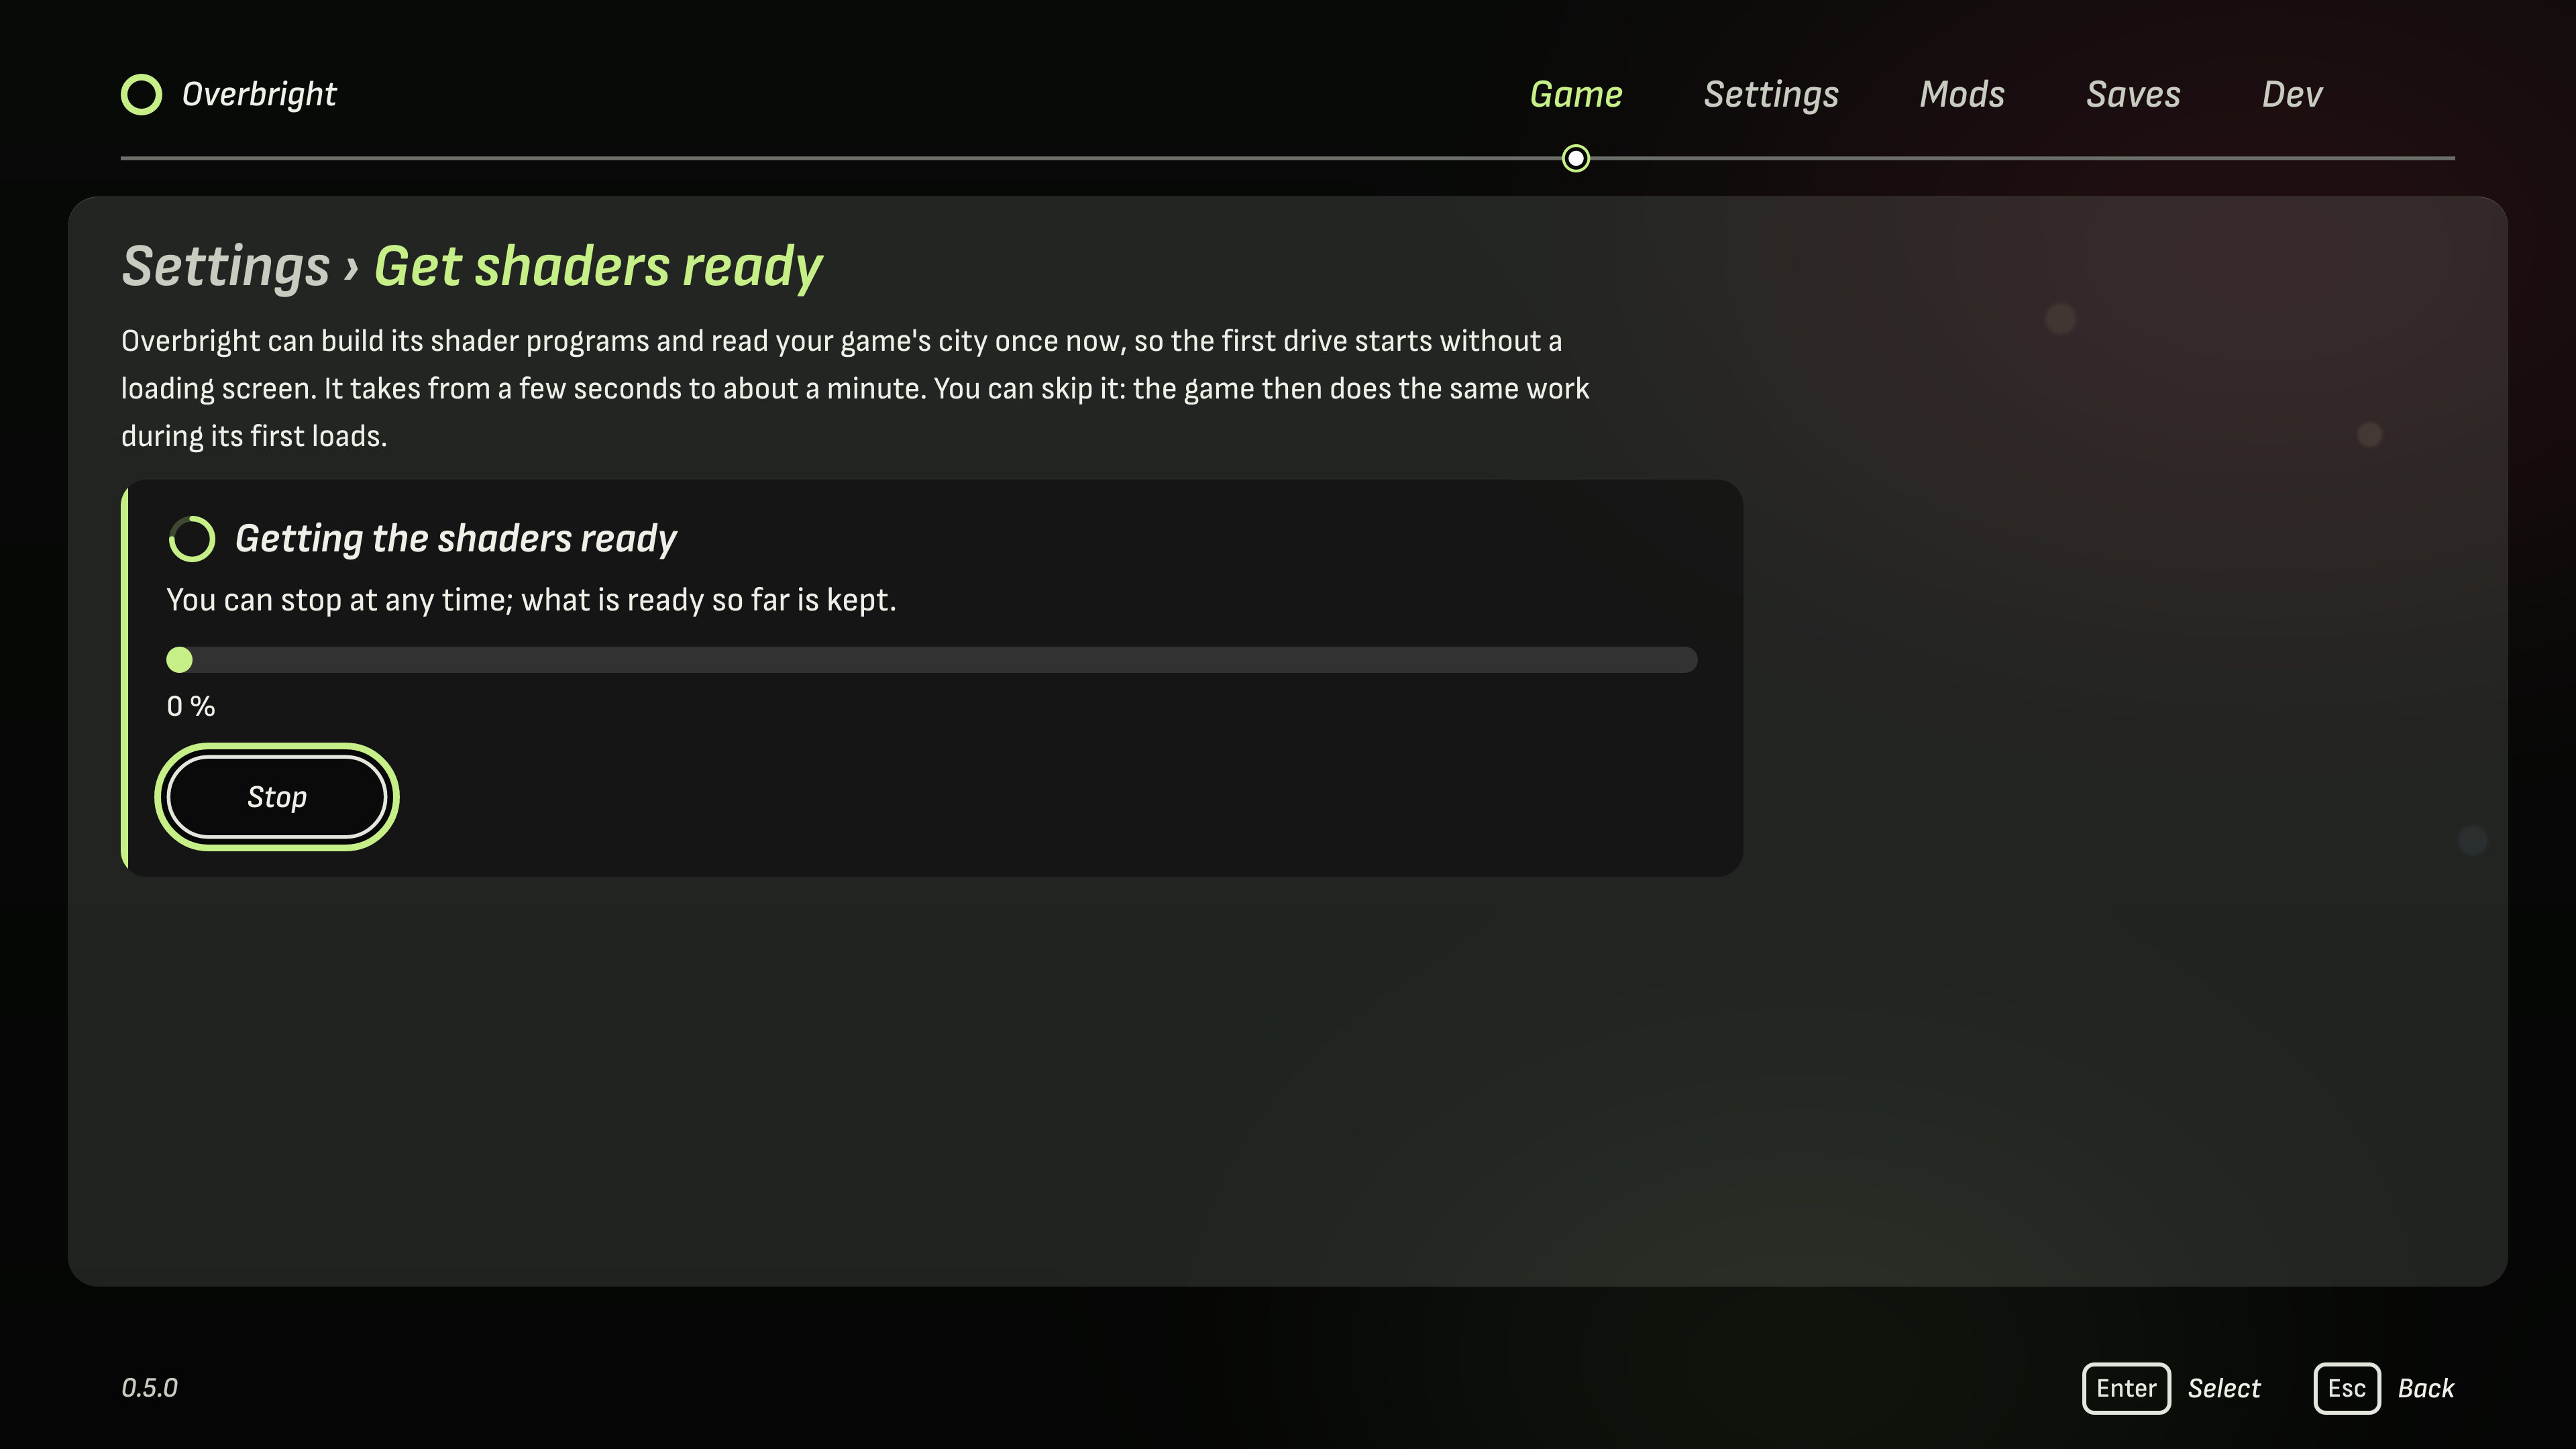 Overbright
Game Settings Mods Saves Dev
Settings › Get shaders ready
Overbright can build its shader programs and read your game's city once now, so the first drive starts without a
loading screen. It takes from a few seconds to about a minute. You can skip it: the game then does the same work
during its first loads.
Getting the shaders ready
You can stop at any time; what is ready so far is kept.
0 %
Stop
0.5.0
Enter Select Esc Back